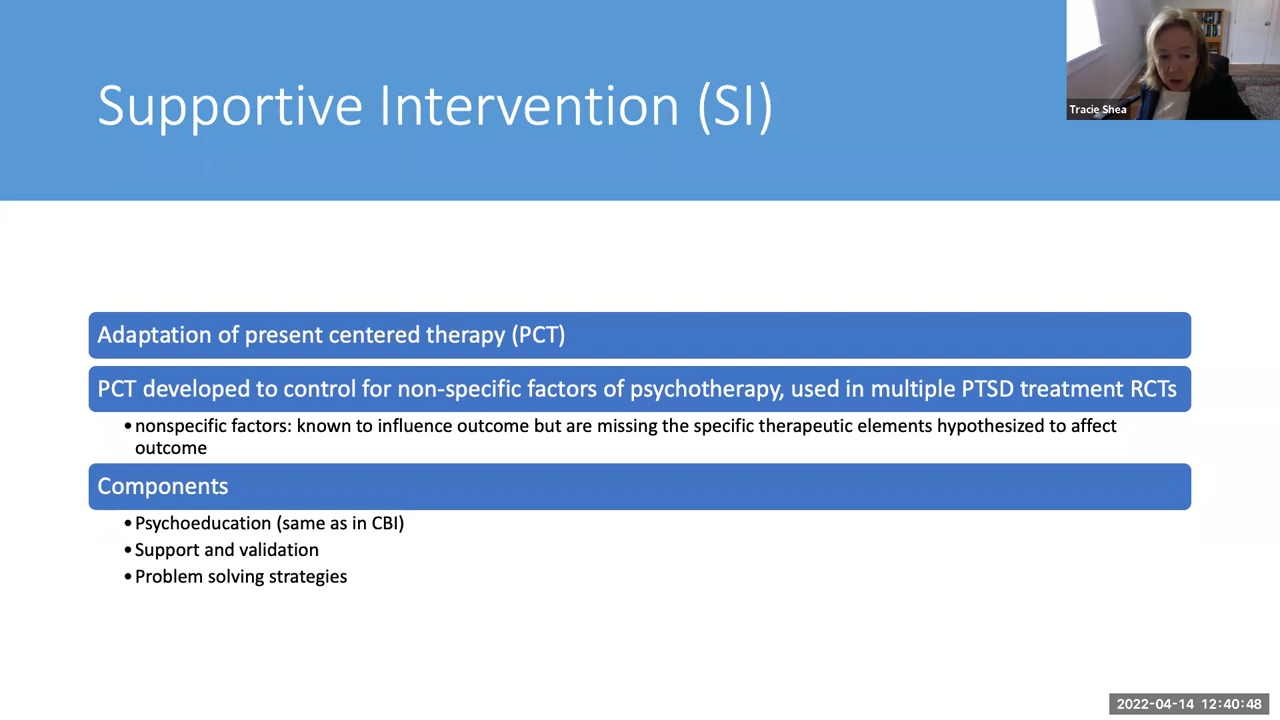 Supportive Intervention (SI)
Tracie Shea
Adaptation of present centered therapy (PCT)
PCT developed to control for non-specific factors of psychotherapy, used in multiple PTSD treatment RCTs
•nonspecific factors: known to influence outcome but are missing the specific therapeutic elements hypothesized to affect
outcome
Components
•Psychoeducation (same as in CBI)
•Support and validation
•Problem solving strategies
2022-04-14 12:40:48